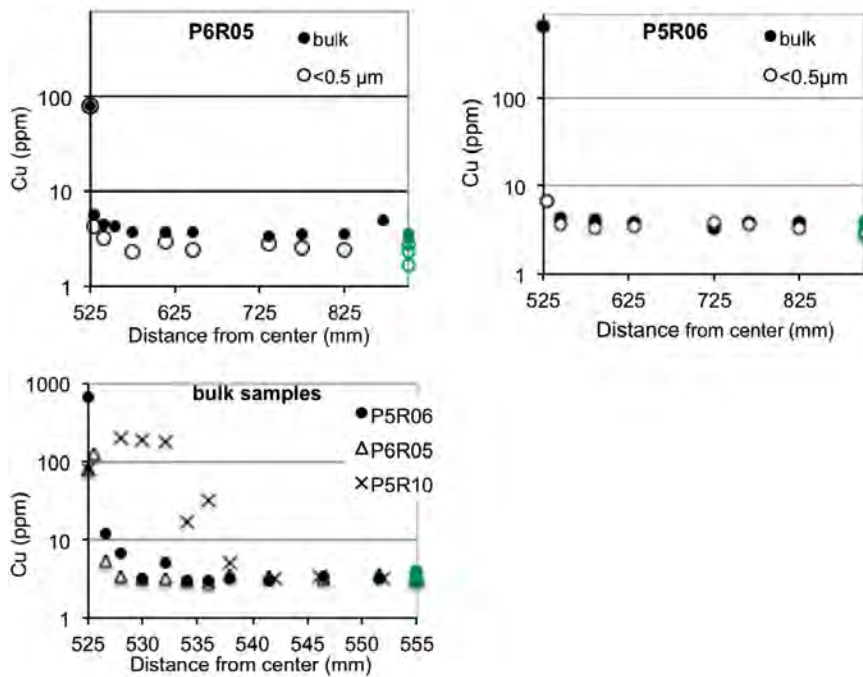 P6R05
bulk
<0.5 µm
Cu (ppm)
100
10
1
525 625 725 825
Distance from center (mm)
P5R06
bulk
<0.5µm
Cu (ppm)
100
10
1
525 625 725 825
Distance from center (mm)
bulk samples
P5R06
P6R05
P5R10
Cu (ppm)
1000
100
10
1
525 530 535 540 545 550 555
Distance from center (mm)